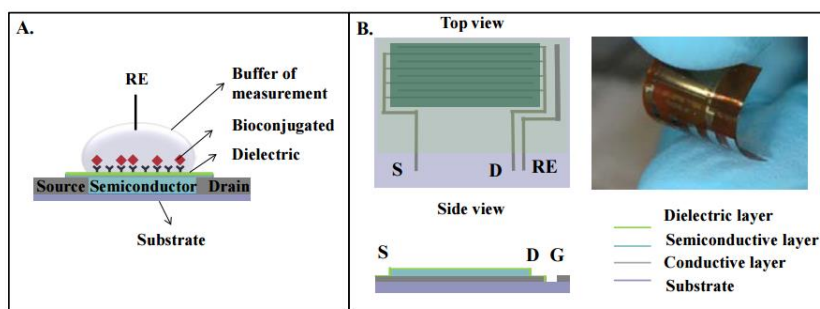 A.
RE
Buffer of
measurement
Bioconjugated
Dielectric
Source Semiconductor Drain
Substrate
B.
Top view
S D RE
Side view
S D G
Dielectric layer
Semiconductive layer
Conductive layer
Substrate